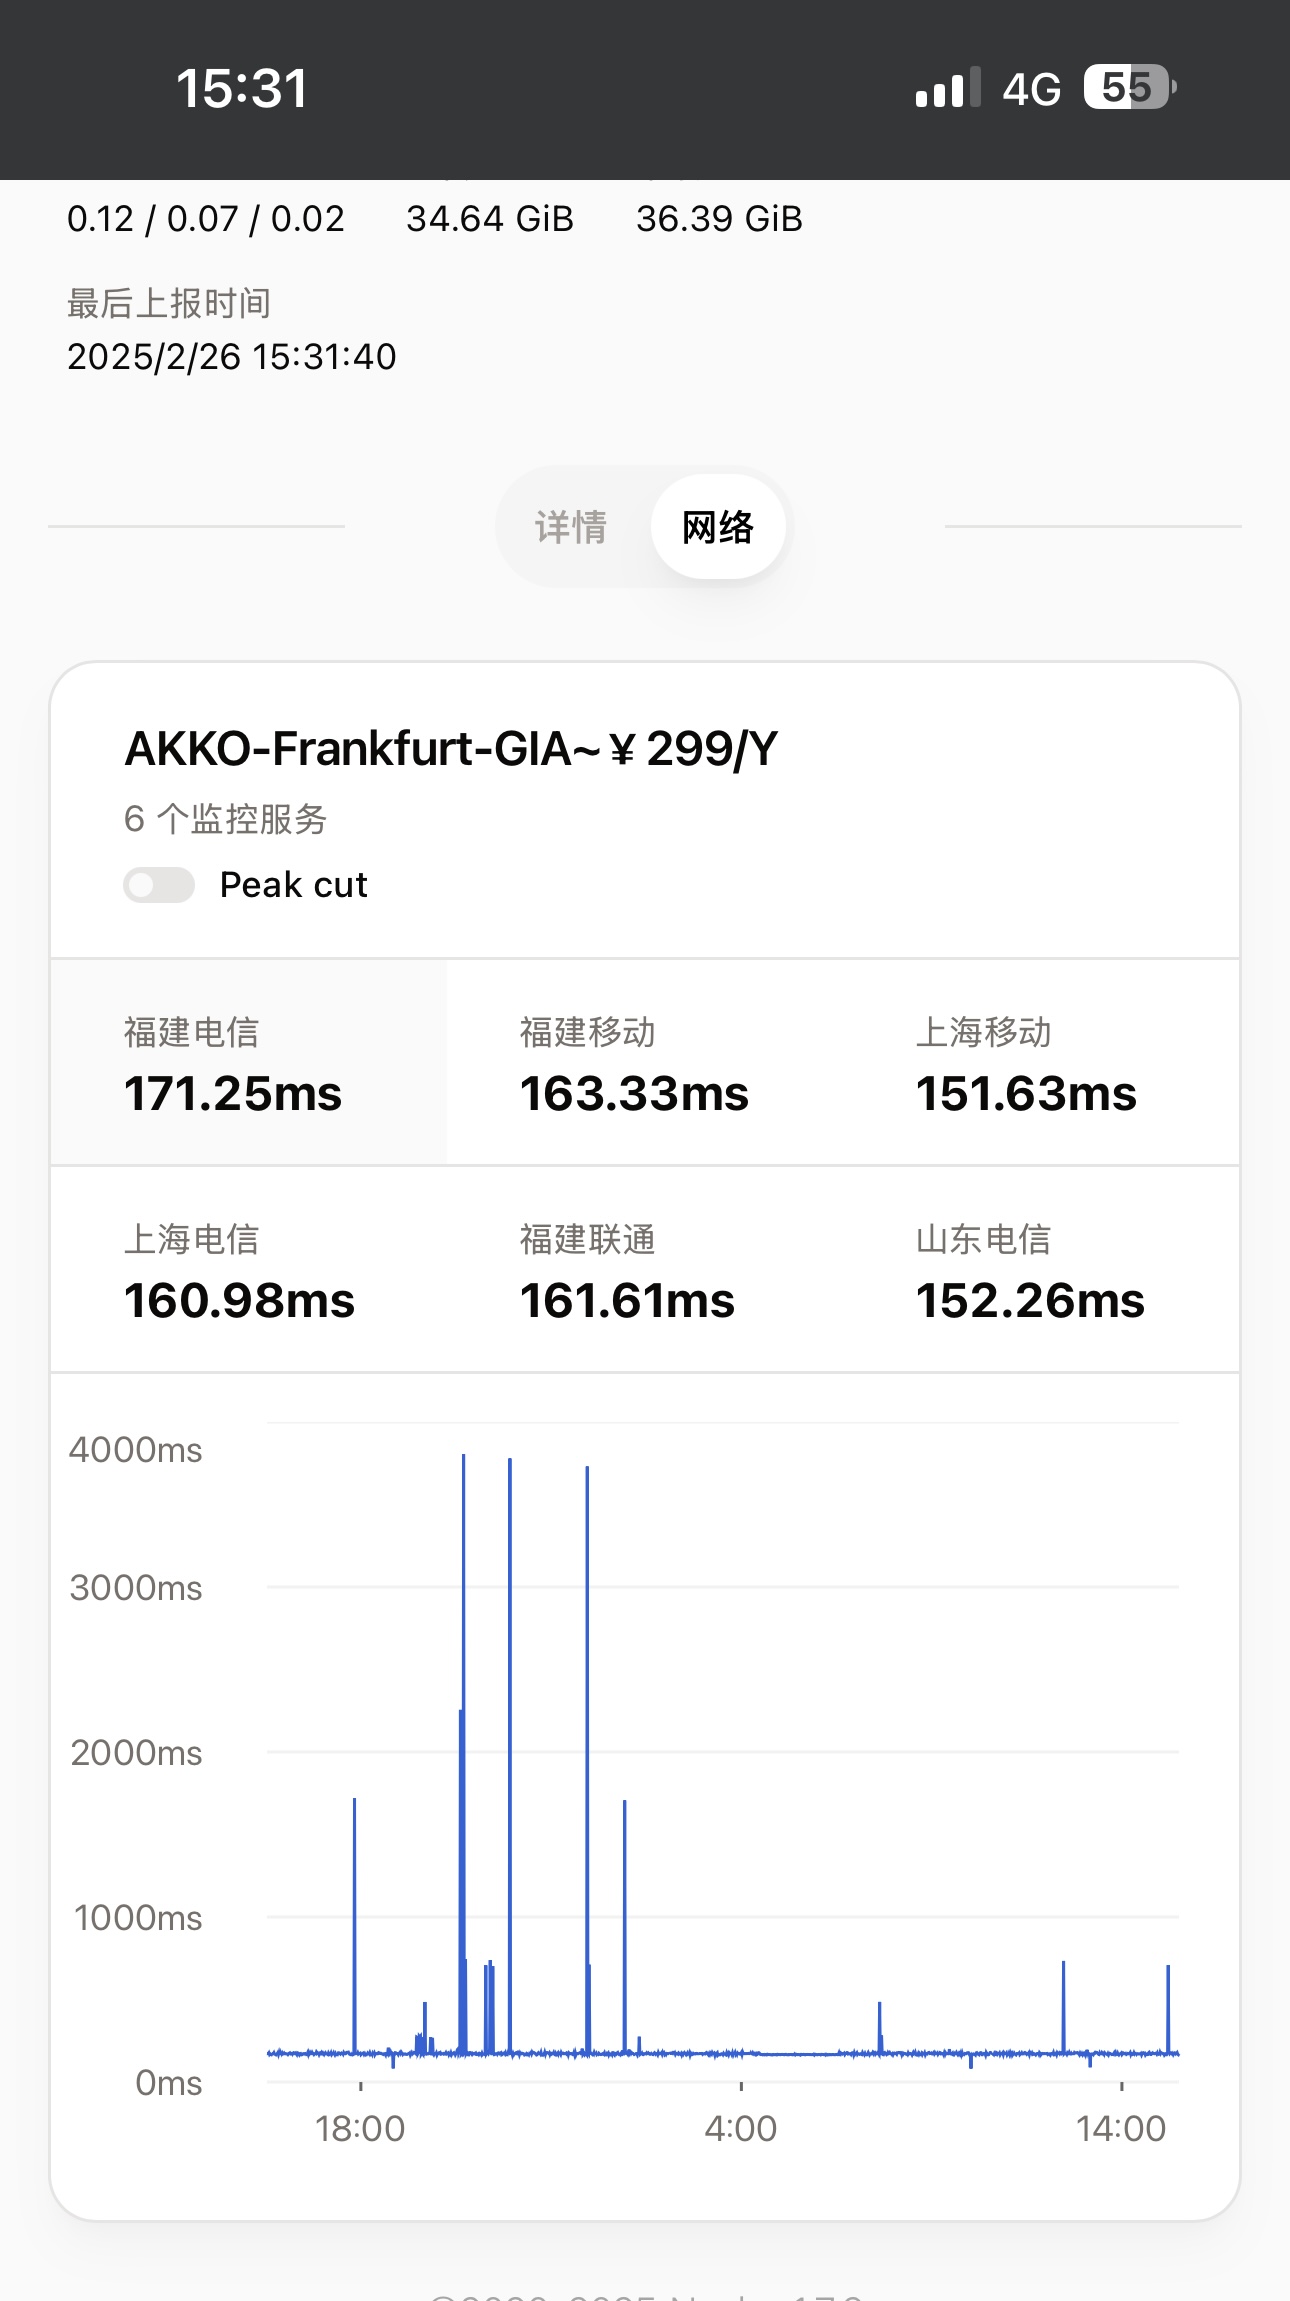 15:31
4G
55
0.12 / 0.07 / 0.02
34.64 GiB
36.39 GiB
最后上报时间
2025/2/26 15:31:40
详情
网络
AKKO-Frankfurt-GIA~￥299/Y
6 个监控服务
Peak cut
福建电信
171.25ms
福建移动
163.33ms
上海移动
151.63ms
上海电信
160.98ms
福建联通
161.61ms
山东电信
152.26ms
4000ms
3000ms
2000ms
1000ms
0ms
18:00
4:00
14:00